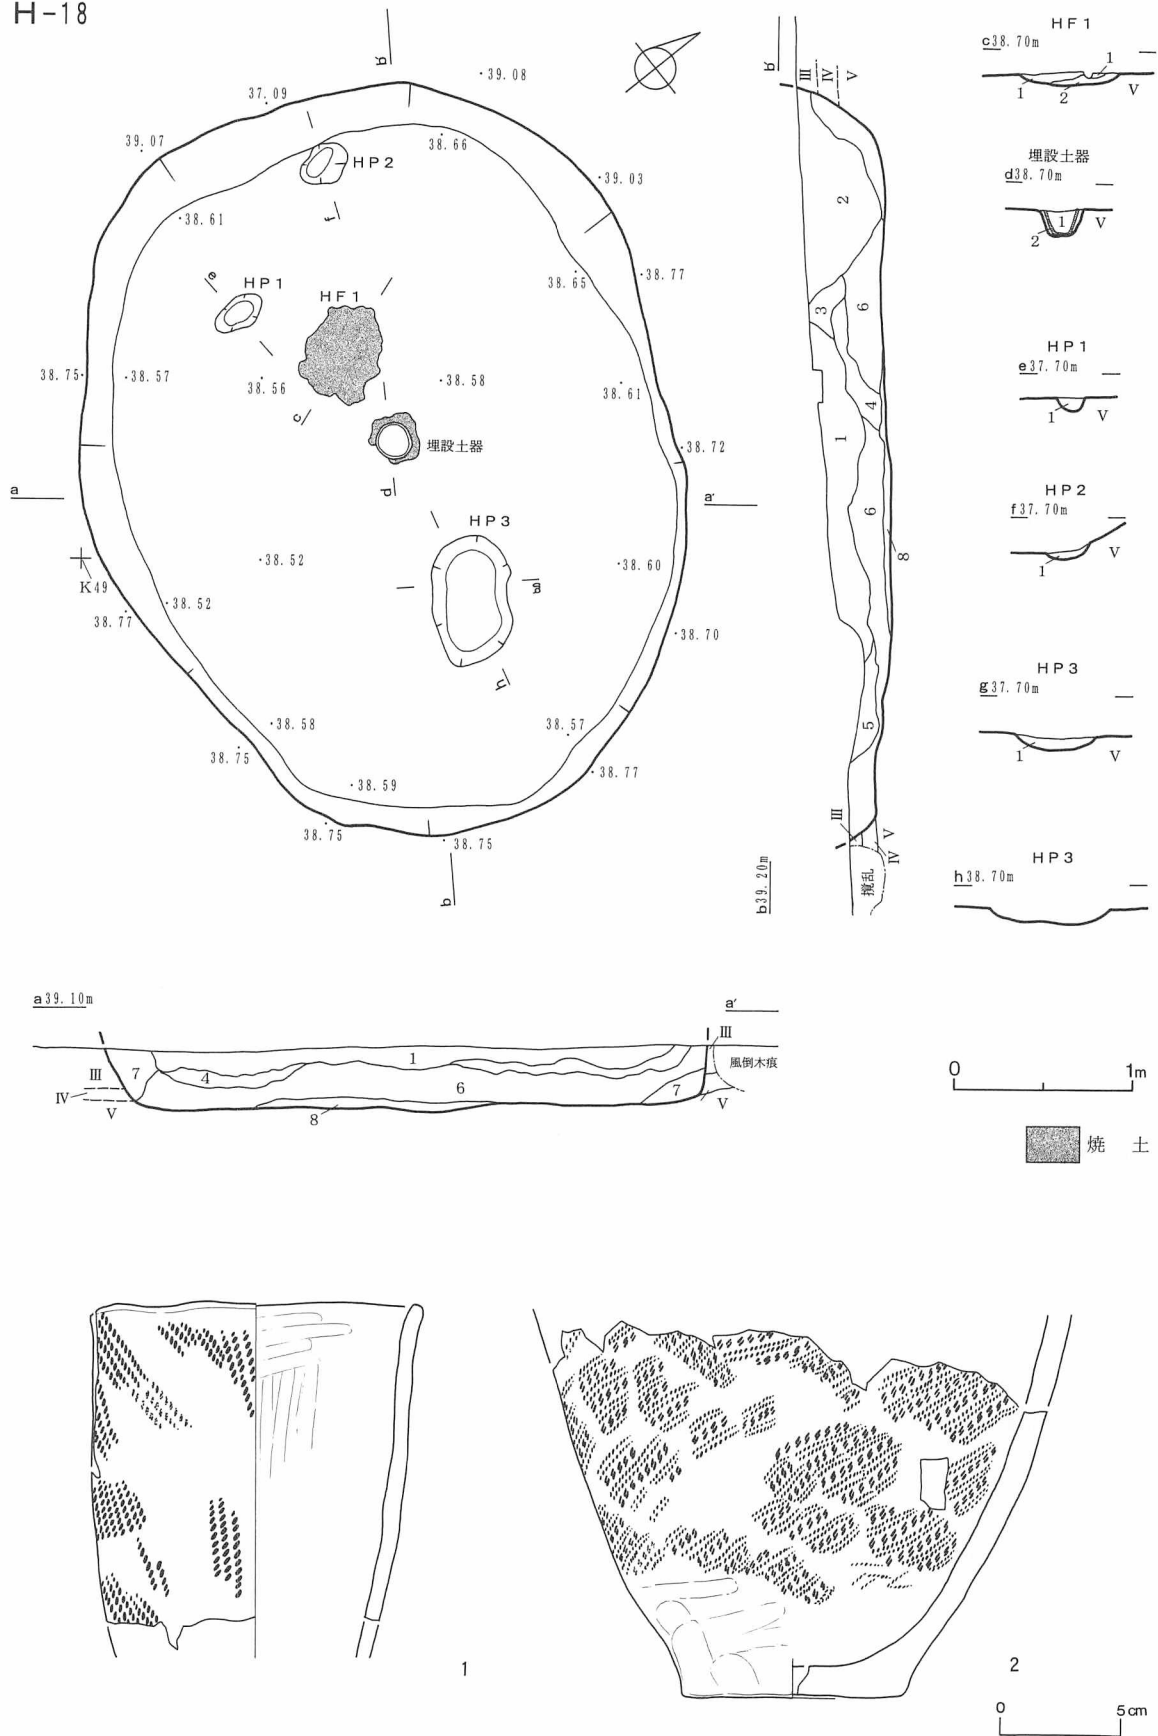 H-18
a'
39.08
37.09
39.07
HP2
38.66
39.03
f
38.61
e
HP1
HF1
38.65
38.77
38.75
38.57
38.56
38.58
38.61
c
埋設土器
38.72
d
a
a'
HP3
38.52
38.60
K49
g
38.52
38.77
38.70
h
38.58
38.57
38.75
38.77
38.59
38.75
38.75
b
III
IV
V
2
3
6
4
1
6
8
5
III
V
IV
攪乱
b39.20m
HF1
c38.70m
1
1
2
V
埋設土器
d38.70m
1
V
2
HP1
e37.70m
1
V
HP2
f37.70m
V
1
HP3
g37.70m
1
V
HP3
h38.70m
a39.10m
a'
III
1
風倒木痕
III
7
4
6
7
IV
V
V
8
0 1m
焼 土
1
2
0 5cm